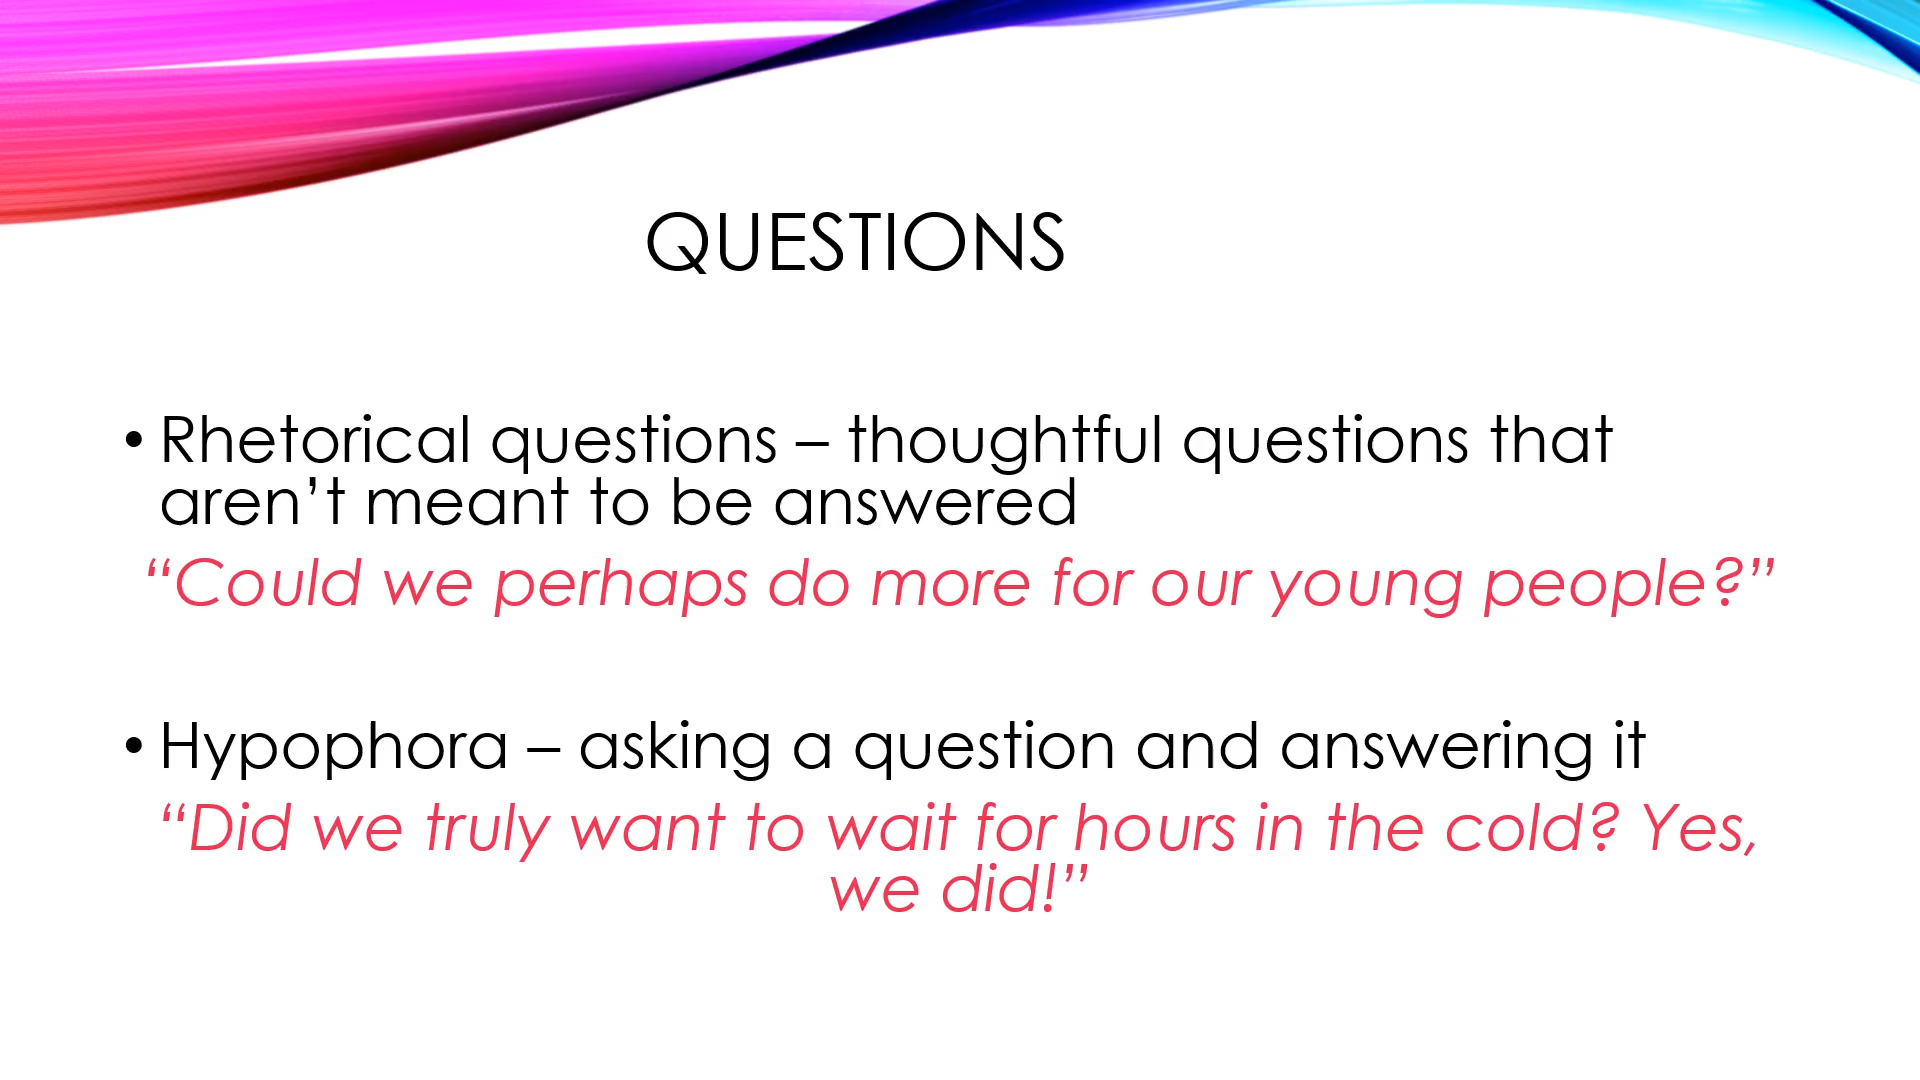 QUESTIONS
• Rhetorical questions – thoughtful questions that
aren’t meant to be answered
“Could we perhaps do more for our young people?”
• Hypophora – asking a question and answering it
“Did we truly want to wait for hours in the cold? Yes,
we did!”